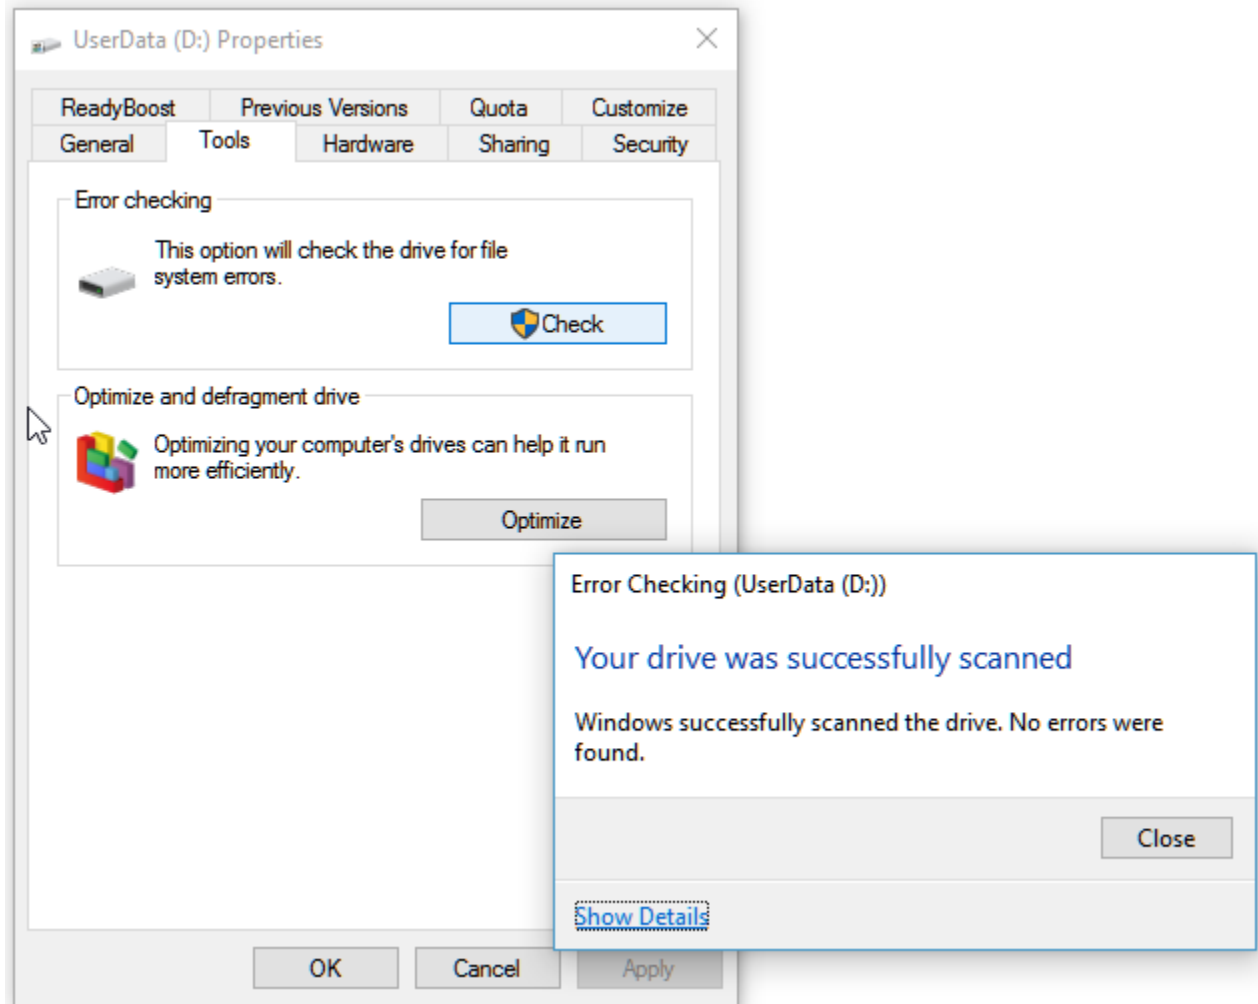 UserData (D:) Properties
ReadyBoost Previous Versions Quota Customize
General Tools Hardware Sharing Security
Error checking
This option will check the drive for file
system errors.
Check
Optimize and defragment drive
Optimizing your computer's drives can help it run
more efficiently.
Optimize
Error Checking (UserData (D:))
Your drive was successfully scanned
Windows successfully scanned the drive. No errors were
found.
Close
Show Details
OK Cancel Apply